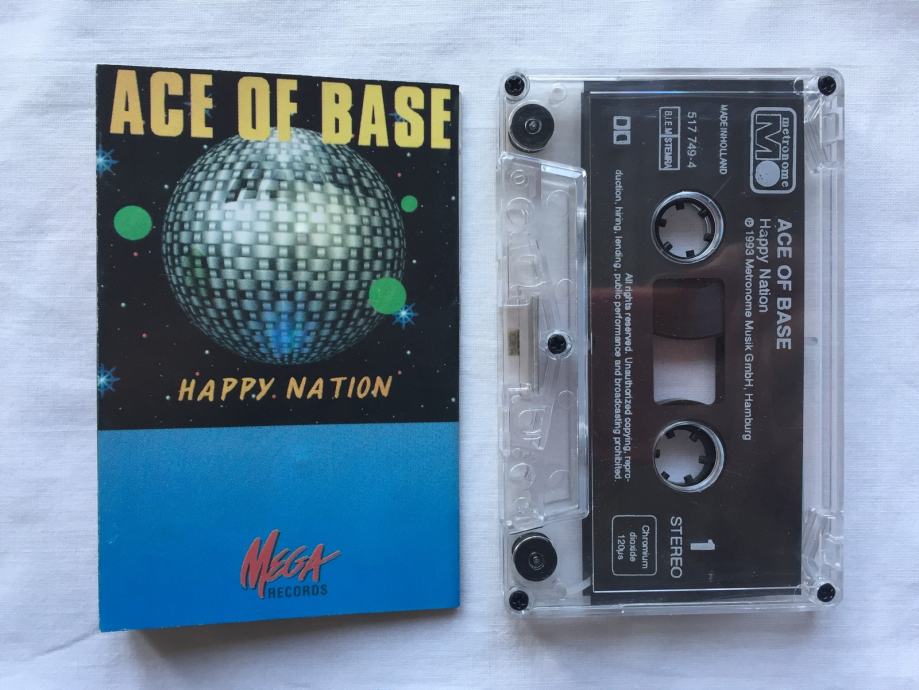 ACE OF BASE
HAPPY NATION
MEGA
RECORDS
metronome
M
MADE IN HOLLAND
517 749-4
B.I.E.M/STEMRA
ACE OF BASE
Happy Nation
℗ 1993 Metronome Musik GmbH, Hamburg
All rights reserved. Unauthorized copying, repro-
duction, hiring, lending, public performance and broadcasting prohibited.
1
STEREO
Chromium
dioxide
120µs